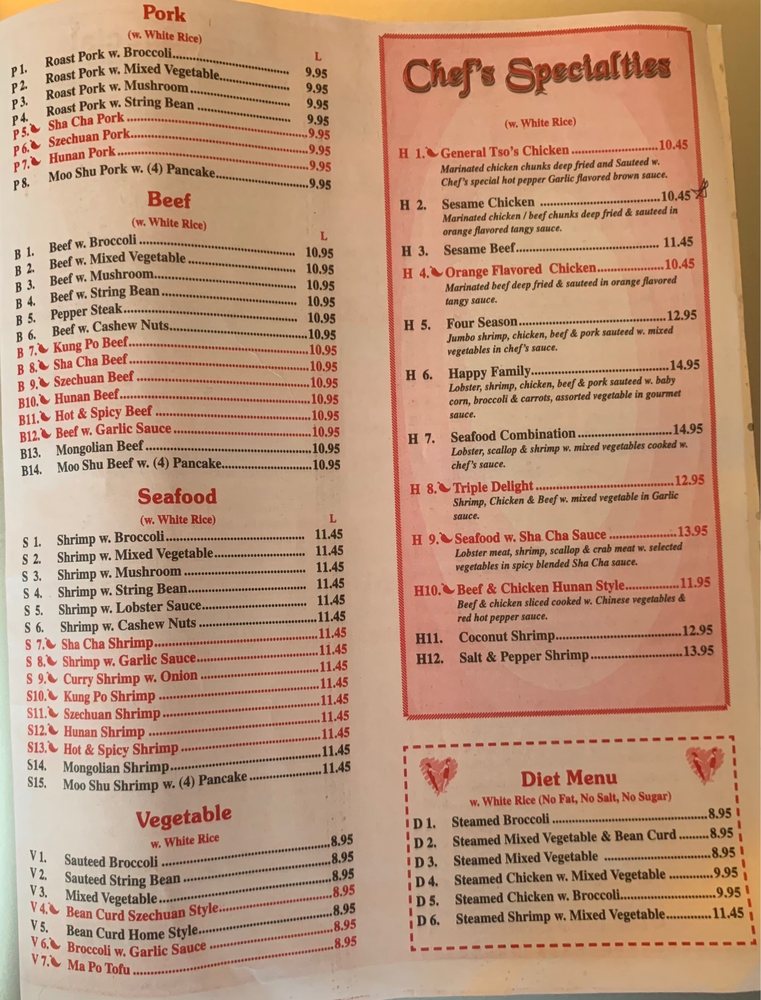 Pork
(w. White Rice)
L
P 1. Roast Pork w. Broccoli 9.95
P 2. Roast Pork w. Mixed Vegetable 9.95
P 3. Roast Pork w. Mushroom 9.95
P 4. Roast Pork w. String Bean 9.95
P 5. Sha Cha Pork 9.95
P 6. Szechuan Pork 9.95
P 7. Hunan Pork 9.95
P 8. Moo Shu Pork w. (4) Pancake 9.95
Beef
(w. White Rice)
L
B 1. Beef w. Broccoli 10.95
B 2. Beef w. Mixed Vegetable 10.95
B 3. Beef w. Mushroom 10.95
B 4. Beef w. String Bean 10.95
B 5. Pepper Steak 10.95
B 6. Beef w. Cashew Nuts 10.95
B 7. Kung Po Beef 10.95
B 8. Sha Cha Beef 10.95
B 9. Szechuan Beef 10.95
B10. Hunan Beef 10.95
B11. Hot & Spicy Beef 10.95
B12. Beef w. Garlic Sauce 10.95
B13. Mongolian Beef 10.95
B14. Moo Shu Beef w. (4) Pancake 10.95
Seafood
(w. White Rice)
L
S 1. Shrimp w. Broccoli 11.45
S 2. Shrimp w. Mixed Vegetable 11.45
S 3. Shrimp w. Mushroom 11.45
S 4. Shrimp w. String Bean 11.45
S 5. Shrimp w. Lobster Sauce 11.45
S 6. Shrimp w. Cashew Nuts 11.45
S 7. Sha Cha Shrimp 11.45
S 8. Shrimp w. Garlic Sauce 11.45
S 9. Curry Shrimp w. Onion 11.45
S10. Kung Po Shrimp 11.45
S11. Szechuan Shrimp 11.45
S12. Hunan Shrimp 11.45
S13. Hot & Spicy Shrimp 11.45
S14. Mongolian Shrimp 11.45
S15. Moo Shu Shrimp w. (4) Pancake 11.45
Vegetable
w. White Rice
V 1. Sauteed Broccoli 8.95
V 2. Sauteed String Bean 8.95
V 3. Mixed Vegetable 8.95
V 4. Bean Curd Szechuan Style 8.95
V 5. Bean Curd Home Style 8.95
V 6. Broccoli w. Garlic Sauce 8.95
V 7. Ma Po Tofu 8.95
Chef's Specialties
(w. White Rice)
H 1. General Tso's Chicken 10.45
Marinated chicken chunks deep fried and Sauteed w.
Chef's special hot pepper Garlic flavored brown sauce.
H 2. Sesame Chicken 10.45
Marinated chicken / beef chunks deep fried & sauteed in
orange flavored tangy sauce.
H 3. Sesame Beef 11.45
H 4. Orange Flavored Chicken 10.45
Marinated beef deep fried & sauteed in orange flavored
tangy sauce.
H 5. Four Season 12.95
Jumbo shrimp, chicken, beef & pork sauteed w. mixed
vegetables in chef's sauce.
H 6. Happy Family 14.95
Lobster, shrimp, chicken, beef & pork sauteed w. baby
corn, broccoli & carrots, assorted vegetable in gourmet
sauce.
H 7. Seafood Combination 14.95
Lobster, scallop & shrimp w. mixed vegetables cooked w.
chef's sauce.
H 8. Triple Delight 12.95
Shrimp, Chicken & Beef w. mixed vegetable in Garlic
sauce.
H 9. Seafood w. Sha Cha Sauce 13.95
Lobster meat, shrimp, scallop & crab meat w. selected
vegetables in spicy blended Sha Cha sauce.
H10. Beef & Chicken Hunan Style 11.95
Beef & chicken sliced cooked w. Chinese vegetables &
red hot pepper sauce.
H11. Coconut Shrimp 12.95
H12. Salt & Pepper Shrimp 13.95
Diet Menu
w. White Rice (No Fat, No Salt, No Sugar)
D 1. Steamed Broccoli 8.95
D 2. Steamed Mixed Vegetable & Bean Curd 8.95
D 3. Steamed Mixed Vegetable 8.95
D 4. Steamed Chicken w. Mixed Vegetable 9.95
D 5. Steamed Chicken w. Broccoli 9.95
D 6. Steamed Shrimp w. Mixed Vegetable 11.45